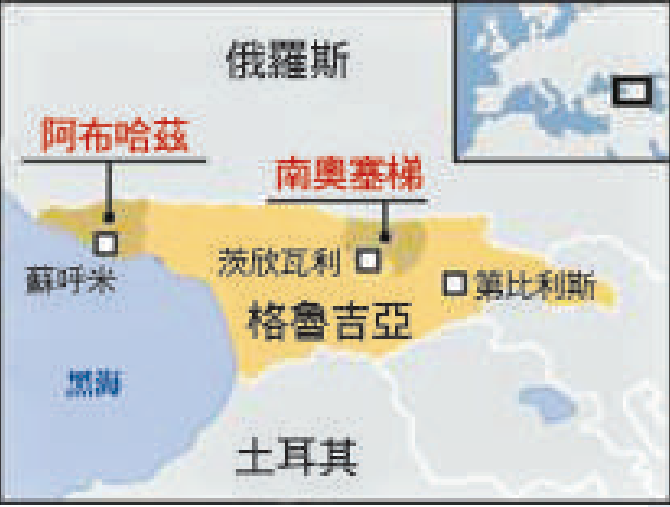 俄羅斯
阿布哈茲
南奧塞梯
蘇呼米
茨欣瓦利
第比利斯
格魯吉亞
黑海
土耳其